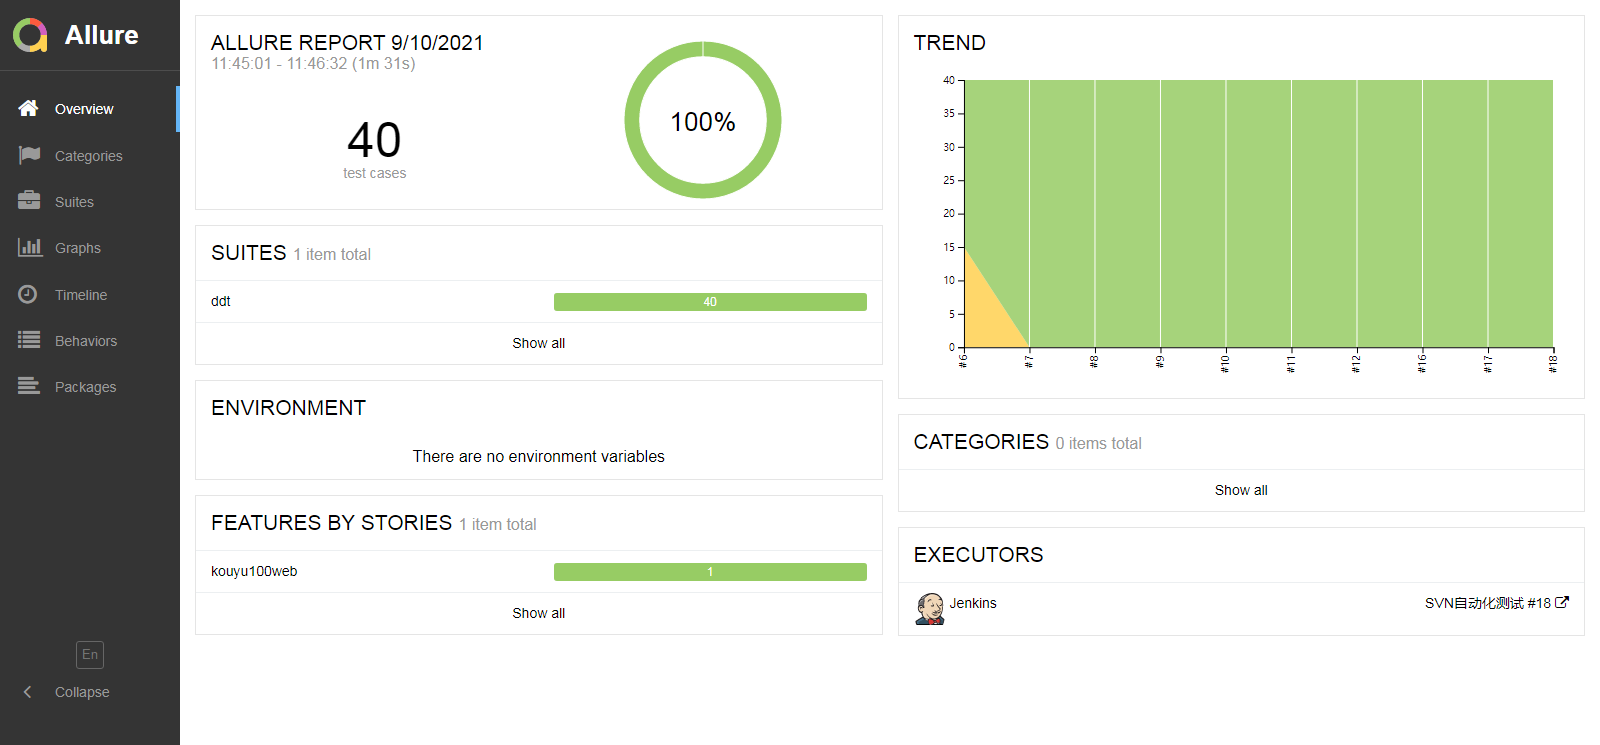 Allure
Overview
Categories
Suites
Graphs
Timeline
Behaviors
Packages
En
Collapse
ALLURE REPORT 9/10/2021
11:45:01 - 11:46:32 (1m 31s)
40
test cases
100%
SUITES 1 item total
ddt 40
Show all
ENVIRONMENT
There are no environment variables
FEATURES BY STORIES 1 item total
kouyu100web 1
Show all
TREND
40
35
30
25
20
15
10
5
0
#6 #7 #8 #9 #10 #11 #12 #16 #17 #18
CATEGORIES 0 items total
Show all
EXECUTORS
Jenkins SVN自动化测试 #18